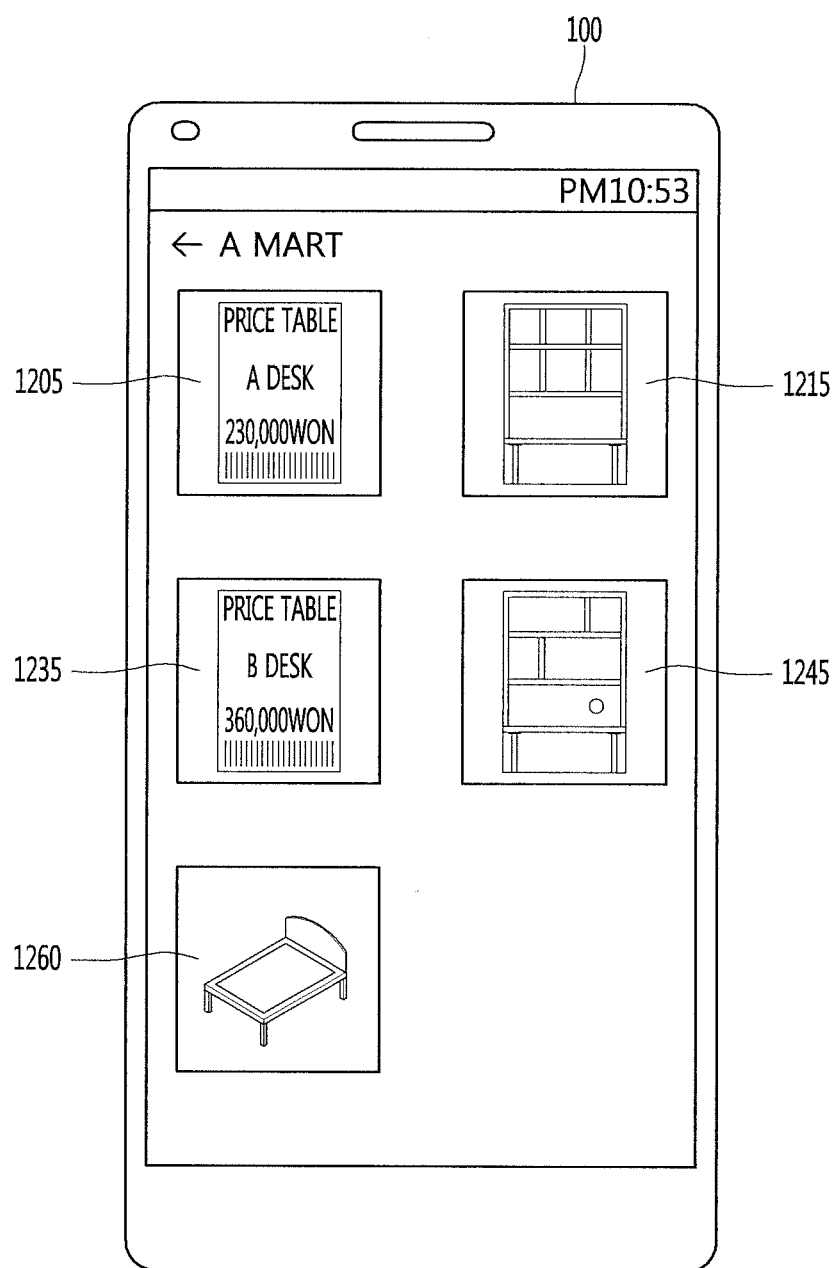 100
PM10:53
← A MART
PRICE TABLE
A DESK
230,000WON
1205
1215
PRICE TABLE
B DESK
360,000WON
1235
1245
1260